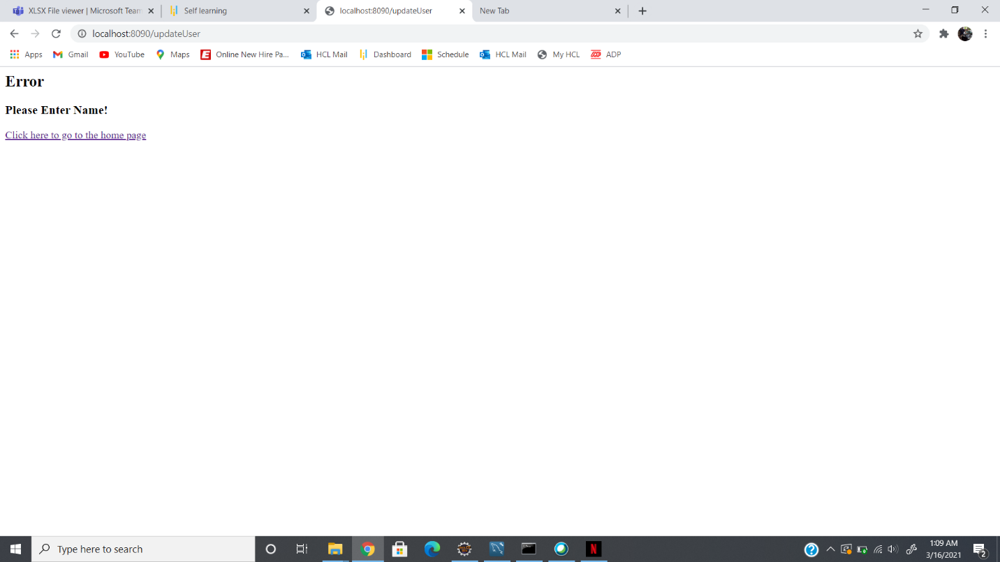 XLSX File viewer | Microsoft Team
Self learning
localhost:8090/updateUser
New Tab
localhost:8090/updateUser
Apps
Gmail
YouTube
Maps
Online New Hire Pa...
HCL Mail
Dashboard
Schedule
HCL Mail
My HCL
ADP
Error
Please Enter Name!
Click here to go to the home page
Type here to search
1:09 AM
3/16/2021
2